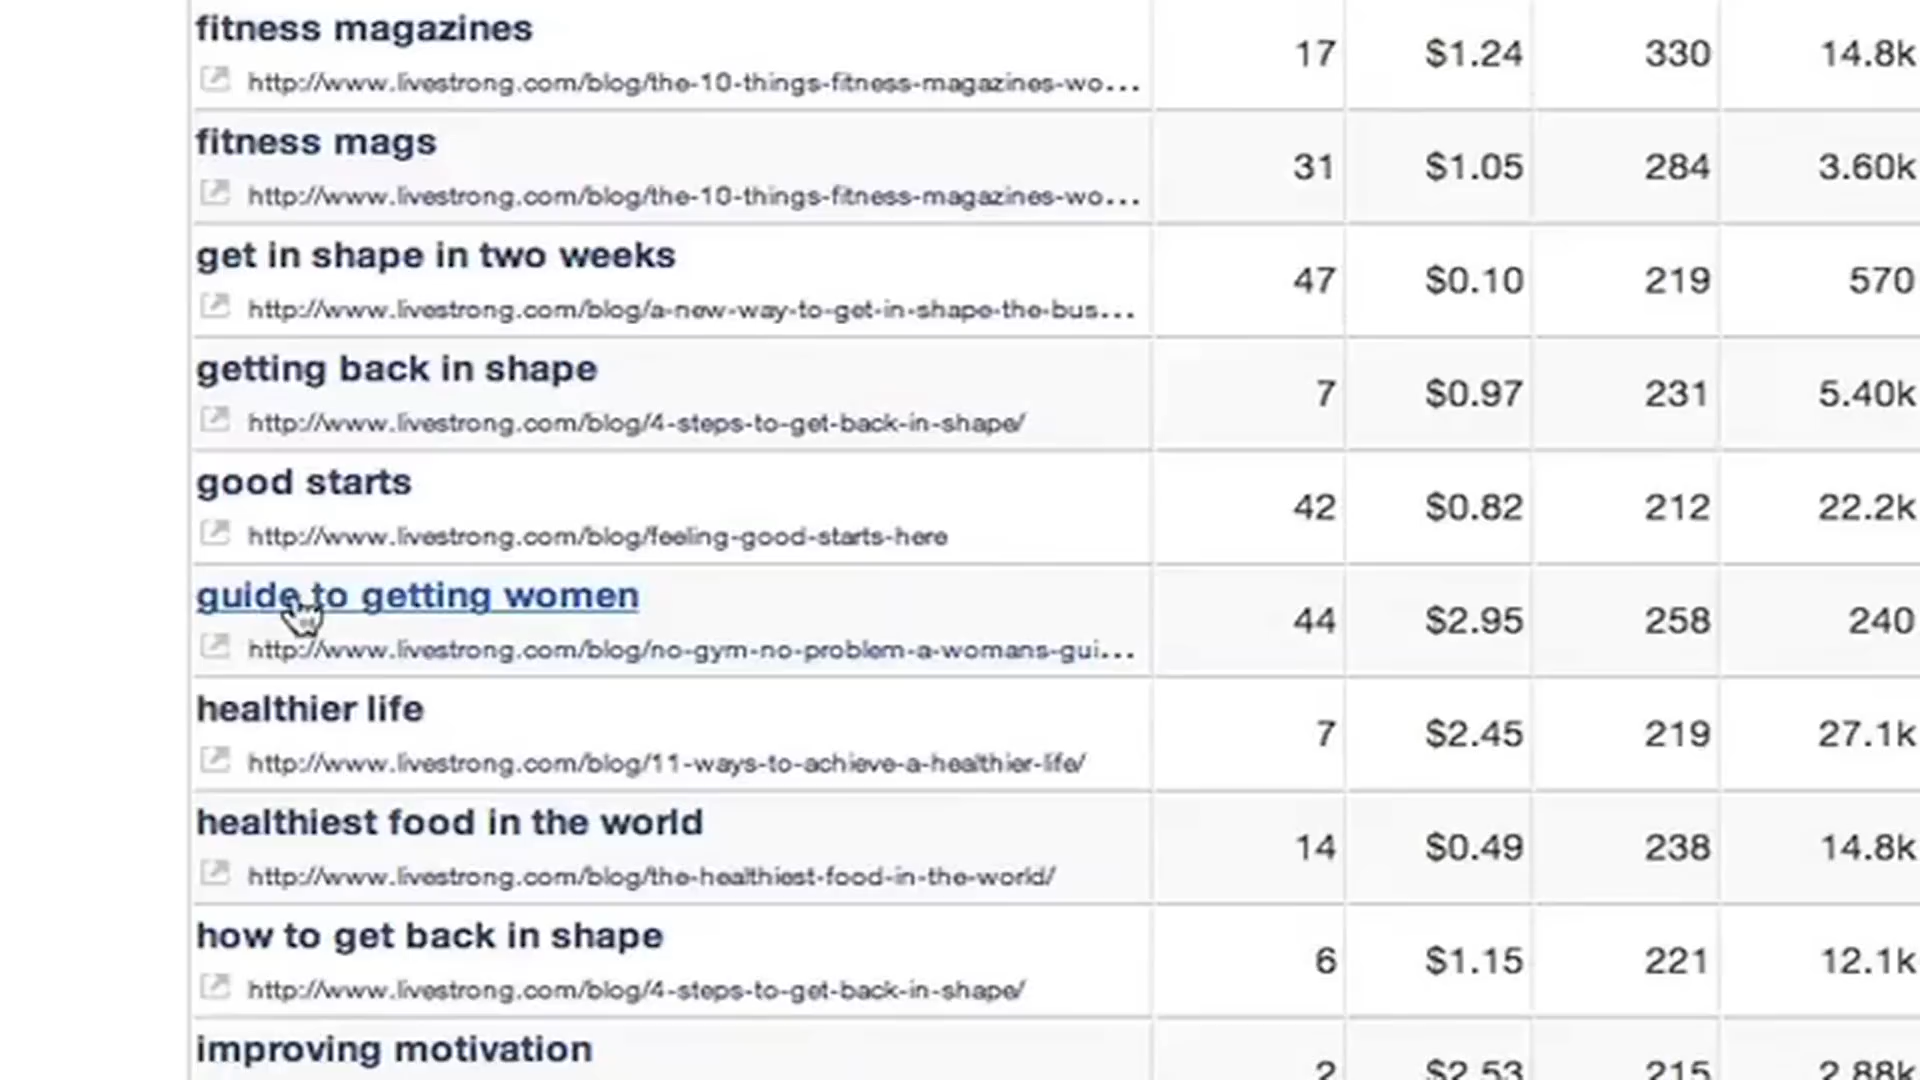 fitness magazines
17 $1.24 330 14.8k
http://www.livestrong.com/blog/the-10-things-fitness-magazines-wo...
fitness mags
31 $1.05 284 3.60k
http://www.livestrong.com/blog/the-10-things-fitness-magazines-wo...
get in shape in two weeks
47 $0.10 219 570
http://www.livestrong.com/blog/a-new-way-to-get-in-shape-the-bus...
getting back in shape
7 $0.97 231 5.40k
http://www.livestrong.com/blog/4-steps-to-get-back-in-shape/
good starts
42 $0.82 212 22.2k
http://www.livestrong.com/blog/feeling-good-starts-here
guide to getting women
44 $2.95 258 240
http://www.livestrong.com/blog/no-gym-no-problem-a-womans-gui...
healthier life
7 $2.45 219 27.1k
http://www.livestrong.com/blog/11-ways-to-achieve-a-healthier-life/
healthiest food in the world
14 $0.49 238 14.8k
http://www.livestrong.com/blog/the-healthiest-food-in-the-world/
how to get back in shape
6 $1.15 221 12.1k
http://www.livestrong.com/blog/4-steps-to-get-back-in-shape/
improving motivation
2 $2.53 215 2.88k